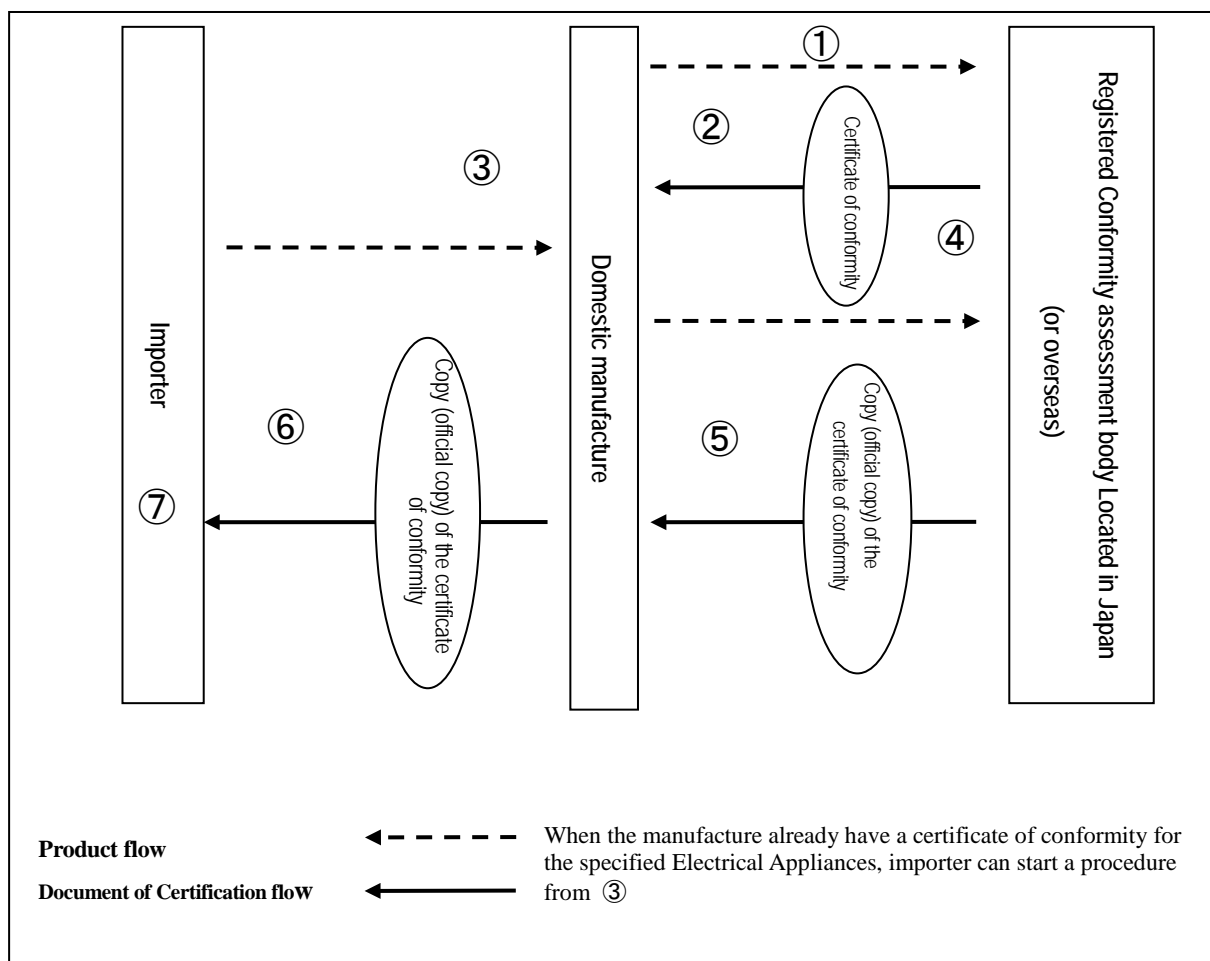 ①
②
Certificate of conformity
③
④
Importer
Domestic manufacture
Registered Conformity assessment body Located in Japan
(or overseas)
⑤
Copy (official copy) of the
certificate of conformity
⑥
Copy (official copy) of the certificate
of conformity
⑦
Product flow
Document of Certification flow
When the manufacture already have a certificate of conformity for
the specified Electrical Appliances, importer can start a procedure
from ③